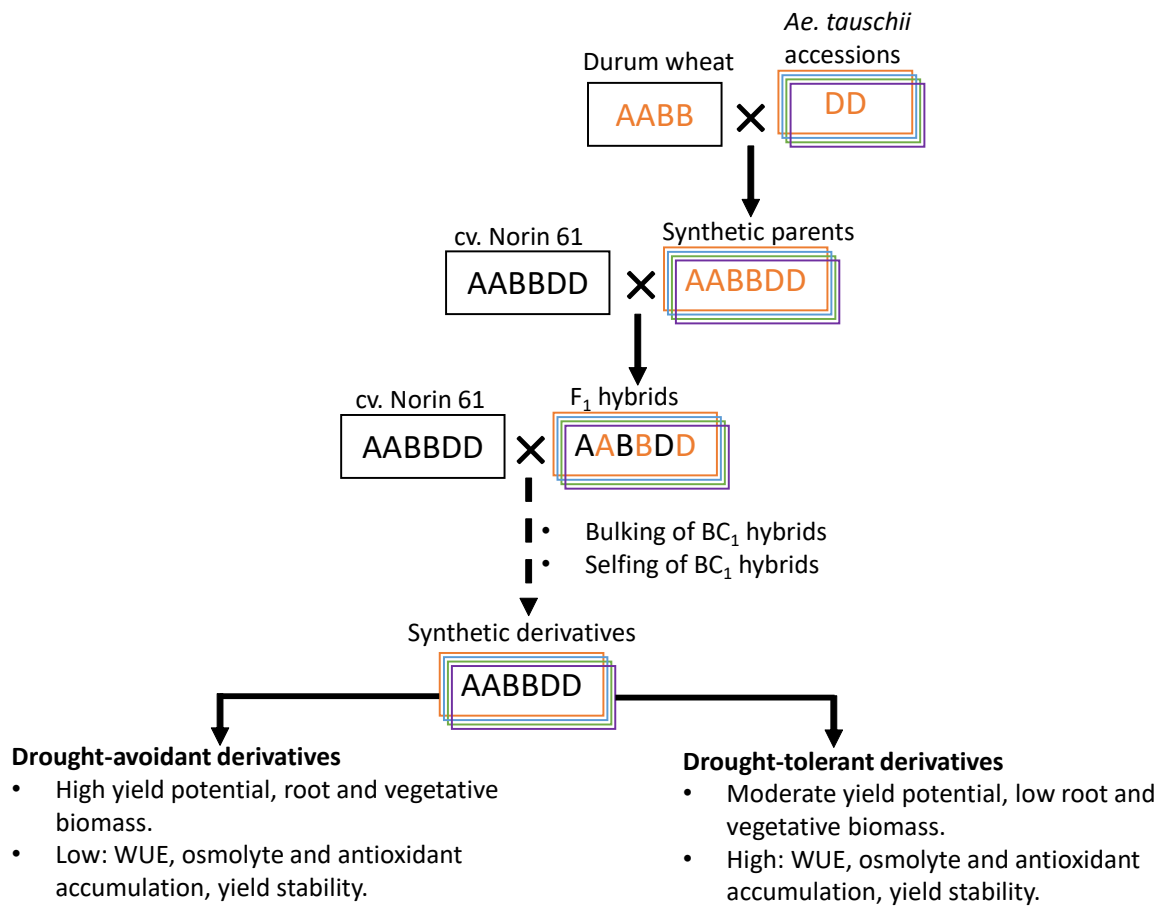 Ae. tauschii
accessions
Durum wheat
AABB
DD
cv. Norin 61
Synthetic parents
AABBDD
AABBDD
cv. Norin 61
F₁ hybrids
AABBDD
AABBDD
• Bulking of BC₁ hybrids
• Selfing of BC₁ hybrids
Synthetic derivatives
AABBDD
Drought-avoidant derivatives
• High yield potential, root and vegetative
biomass.
• Low: WUE, osmolyte and antioxidant
accumulation, yield stability.
Drought-tolerant derivatives
• Moderate yield potential, low root and
vegetative biomass.
• High: WUE, osmolyte and antioxidant
accumulation, yield stability.